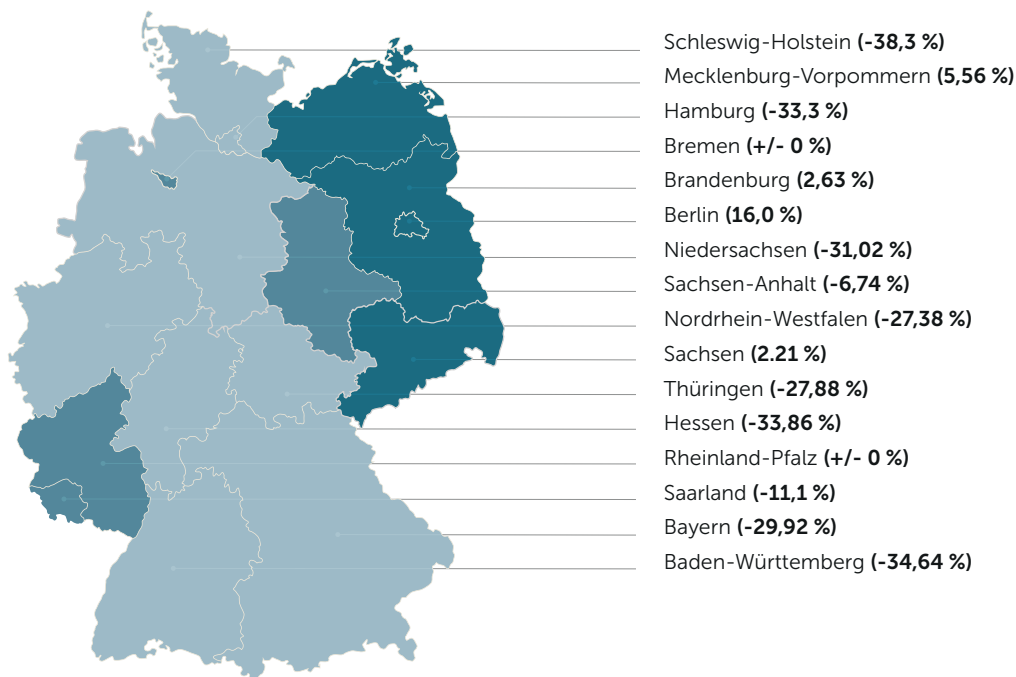 Schleswig-Holstein (-38,3 %)
Mecklenburg-Vorpommern (5,56 %)
Hamburg (-33,3 %)
Bremen (+/- 0 %)
Brandenburg (2,63 %)
Berlin (16,0 %)
Niedersachsen (-31,02 %)
Sachsen-Anhalt (-6,74 %)
Nordrhein-Westfalen (-27,38 %)
Sachsen (2.21 %)
Thüringen (-27,88 %)
Hessen (-33,86 %)
Rheinland-Pfalz (+/- 0 %)
Saarland (-11,1 %)
Bayern (-29,92 %)
Baden-Württemberg (-34,64 %)